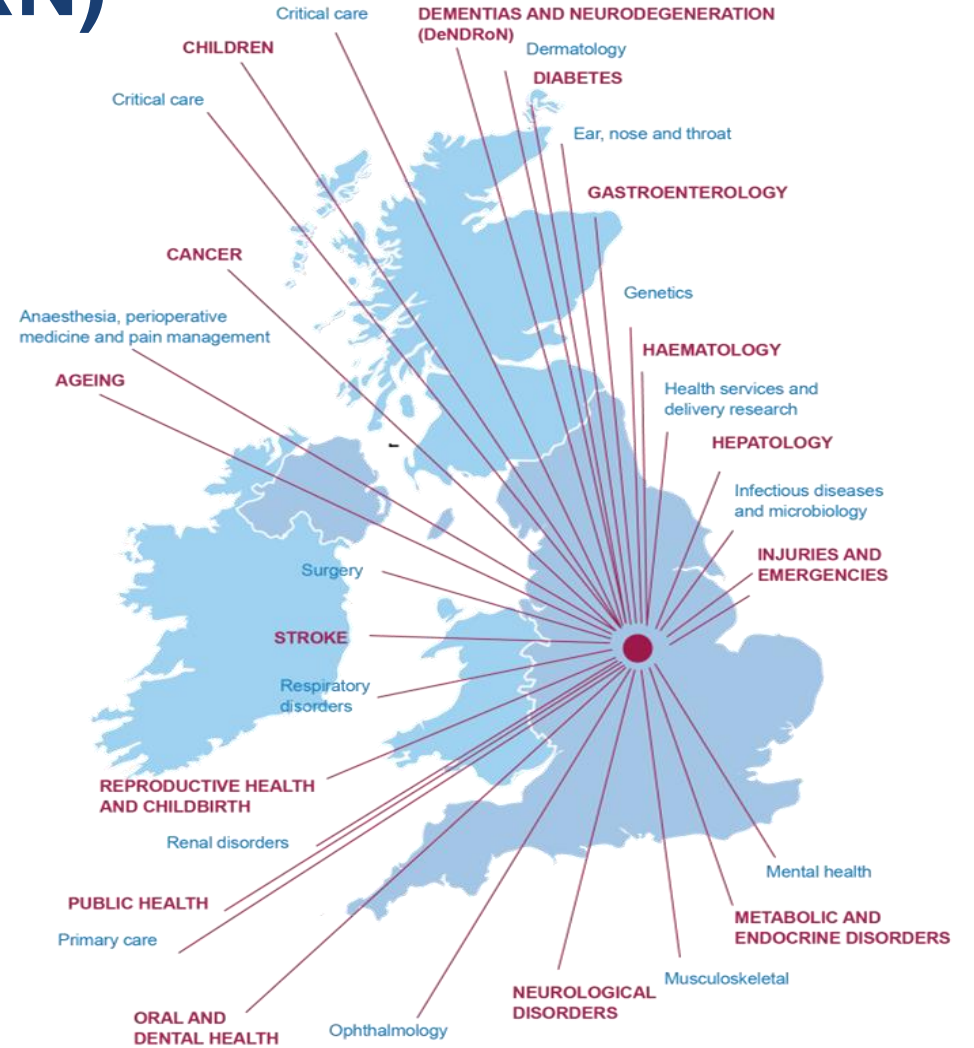 RN)
Critical care
DEMENTIAS AND NEURODEGENERATION
(DeNDRoN)
CHILDREN
Dermatology
DIABETES
Critical care
Ear, nose and throat
GASTROENTEROLOGY
CANCER
Genetics
Anaesthesia, perioperative
medicine and pain management
HAEMATOLOGY
AGEING
Health services and
delivery research
HEPATOLOGY
Infectious diseases
and microbiology
INJURIES AND
EMERGENCIES
Surgery
STROKE
Respiratory
disorders
REPRODUCTIVE HEALTH
AND CHILDBIRTH
Renal disorders
Mental health
PUBLIC HEALTH
METABOLIC AND
ENDOCRINE DISORDERS
Primary care
Musculoskeletal
NEUROLOGICAL
DISORDERS
ORAL AND
DENTAL HEALTH
Ophthalmology